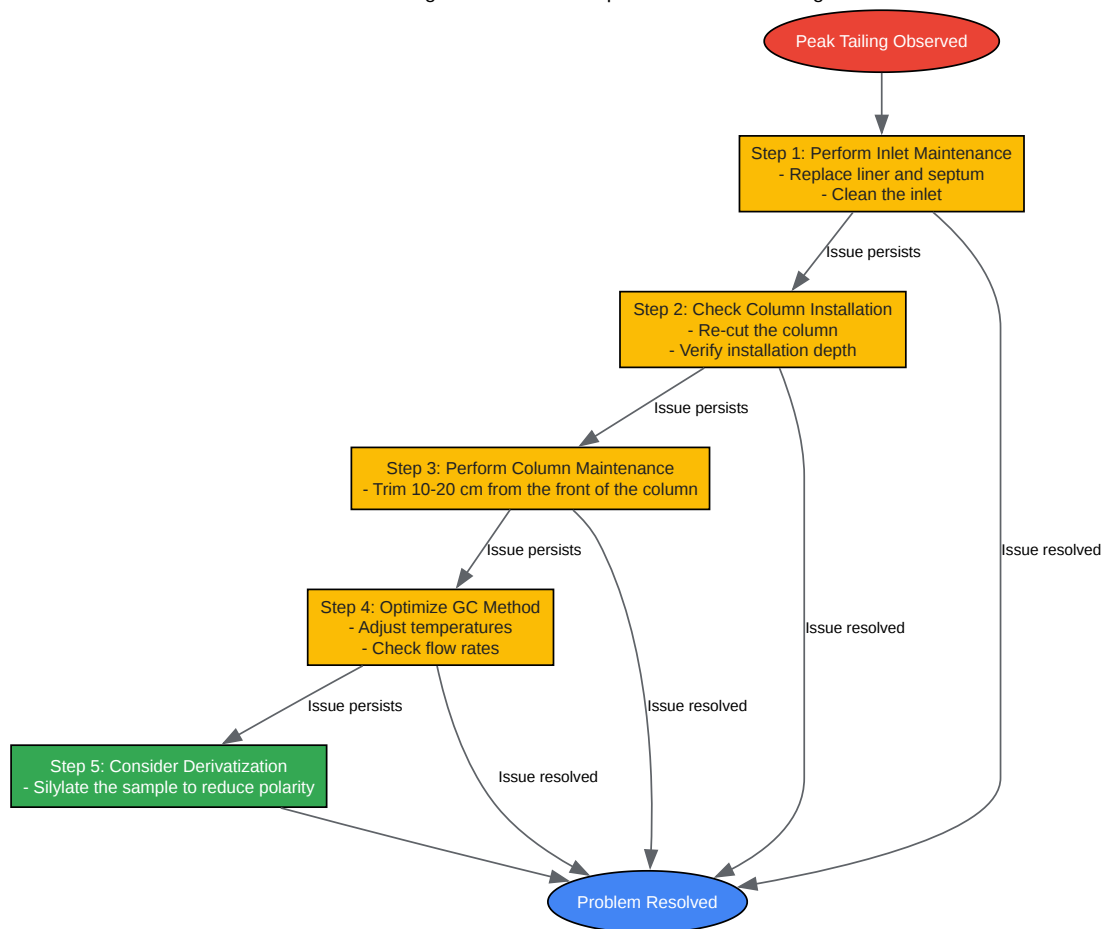 Peak Tailing Observed
Step 1: Perform Inlet Maintenance
- Replace liner and septum
- Clean the inlet
Issue persists
Step 2: Check Column Installation
- Re-cut the column
- Verify installation depth
Issue persists
Step 3: Perform Column Maintenance
- Trim 10-20 cm from the front of the column
Issue persists
Issue resolved
Step 4: Optimize GC Method
- Adjust temperatures
- Check flow rates
Issue resolved
Issue persists
Issue resolved
Step 5: Consider Derivatization
- Silylate the sample to reduce polarity
Issue resolved
Problem Resolved